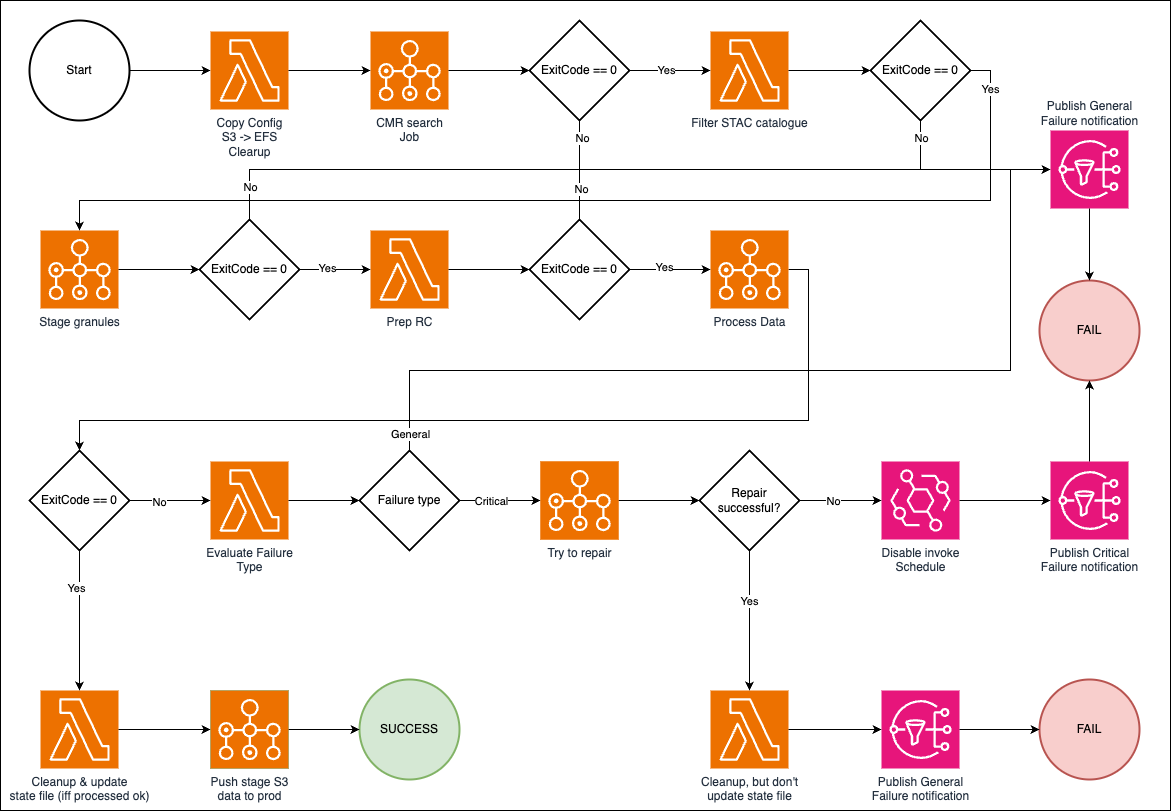 Start
Copy Config
S3 -> EFS
Clearup
CMR search
Job
ExitCode == 0
Yes
No
Filter STAC catalogue
ExitCode == 0
Yes
No
Publish General
Failure notification
Stage granules
No
ExitCode == 0
Yes
Prep RC
No
ExitCode == 0
Yes
Process Data
FAIL
ExitCode == 0
No
Yes
Evaluate Failure
Type
General
Failure type
Critical
Try to repair
Repair
successful?
No
Yes
Disable invoke
Schedule
Publish Critical
Failure notification
Cleanup & update
state file (iff processed ok)
Push stage S3
data to prod
SUCCESS
Cleanup, but don't
update state file
Publish General
Failure notification
FAIL